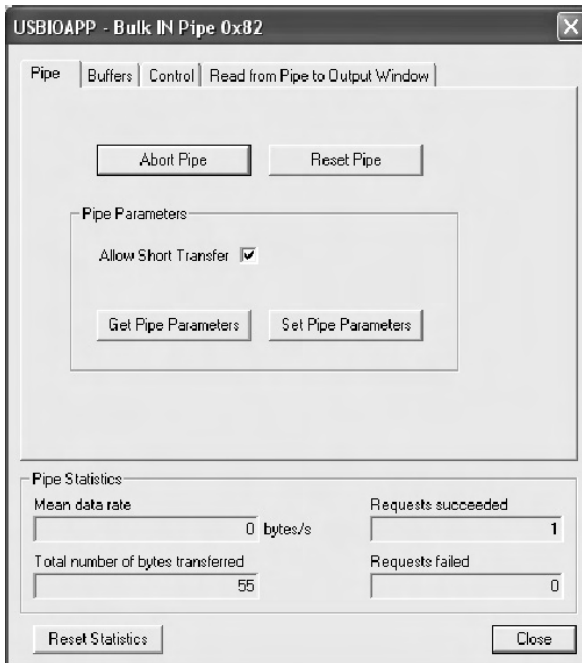 USBIOAPP - Bulk IN Pipe 0x82
Pipe Buffers Control Read from Pipe to Output Window
Abort Pipe Reset Pipe
Pipe Parameters
Allow Short Transfer
Get Pipe Parameters Set Pipe Parameters
Pipe Statistics
Mean data rate Requests succeeded
0 bytes/s 1
Total number of bytes transferred Requests failed
55 0
Reset Statistics Close